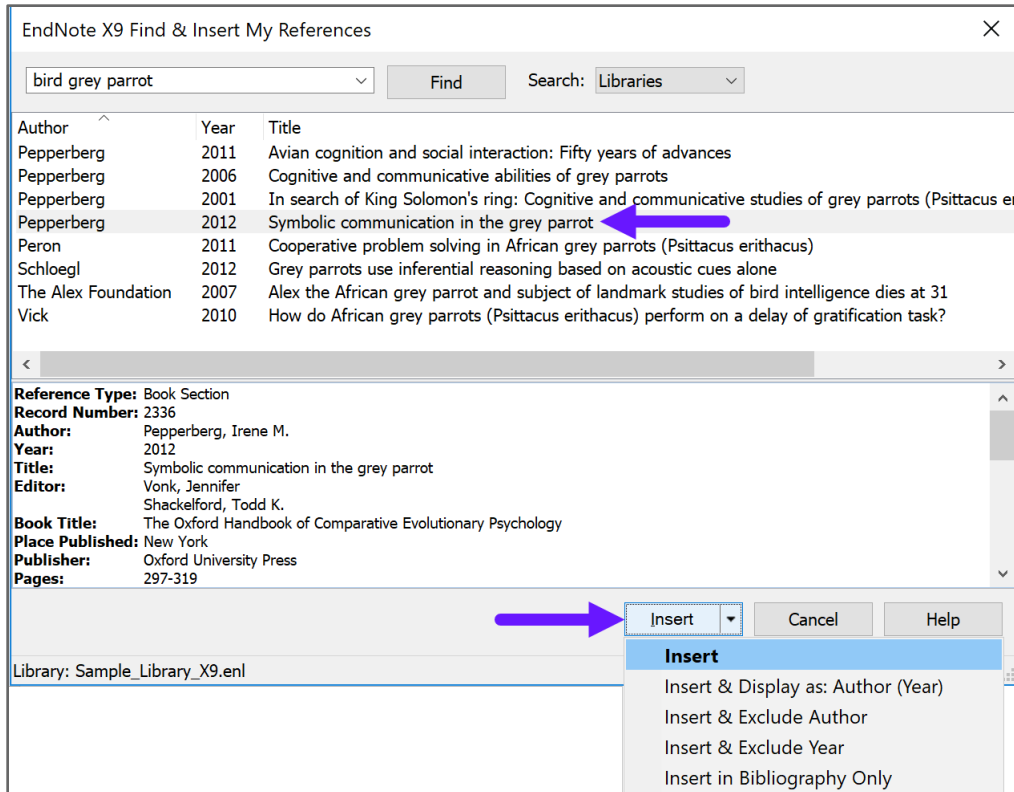 EndNote X9 Find & Insert My References
bird grey parrot Find Search: Libraries
Author Year Title
Pepperberg 2011 Avian cognition and social interaction: Fifty years of advances
Pepperberg 2006 Cognitive and communicative abilities of grey parrots
Pepperberg 2001 In search of King Solomon's ring: Cognitive and communicative studies of grey parrots (Psittacus er
Pepperberg 2012 Symbolic communication in the grey parrot
Peron 2011 Cooperative problem solving in African grey parrots (Psittacus erithacus)
Schloegl 2012 Grey parrots use inferential reasoning based on acoustic cues alone
The Alex Foundation 2007 Alex the African grey parrot and subject of landmark studies of bird intelligence dies at 31
Vick 2010 How do African grey parrots (Psittacus erithacus) perform on a delay of gratification task?
Reference Type: Book Section
Record Number: 2336
Author: Pepperberg, Irene M.
Year: 2012
Title: Symbolic communication in the grey parrot
Editor: Vonk, Jennifer
Shackelford, Todd K.
Book Title: The Oxford Handbook of Comparative Evolutionary Psychology
Place Published: New York
Publisher: Oxford University Press
Pages: 297-319
Insert Cancel Help
Insert
Library: Sample_Library_X9.enl
Insert & Display as: Author (Year)
Insert & Exclude Author
Insert & Exclude Year
Insert in Bibliography Only